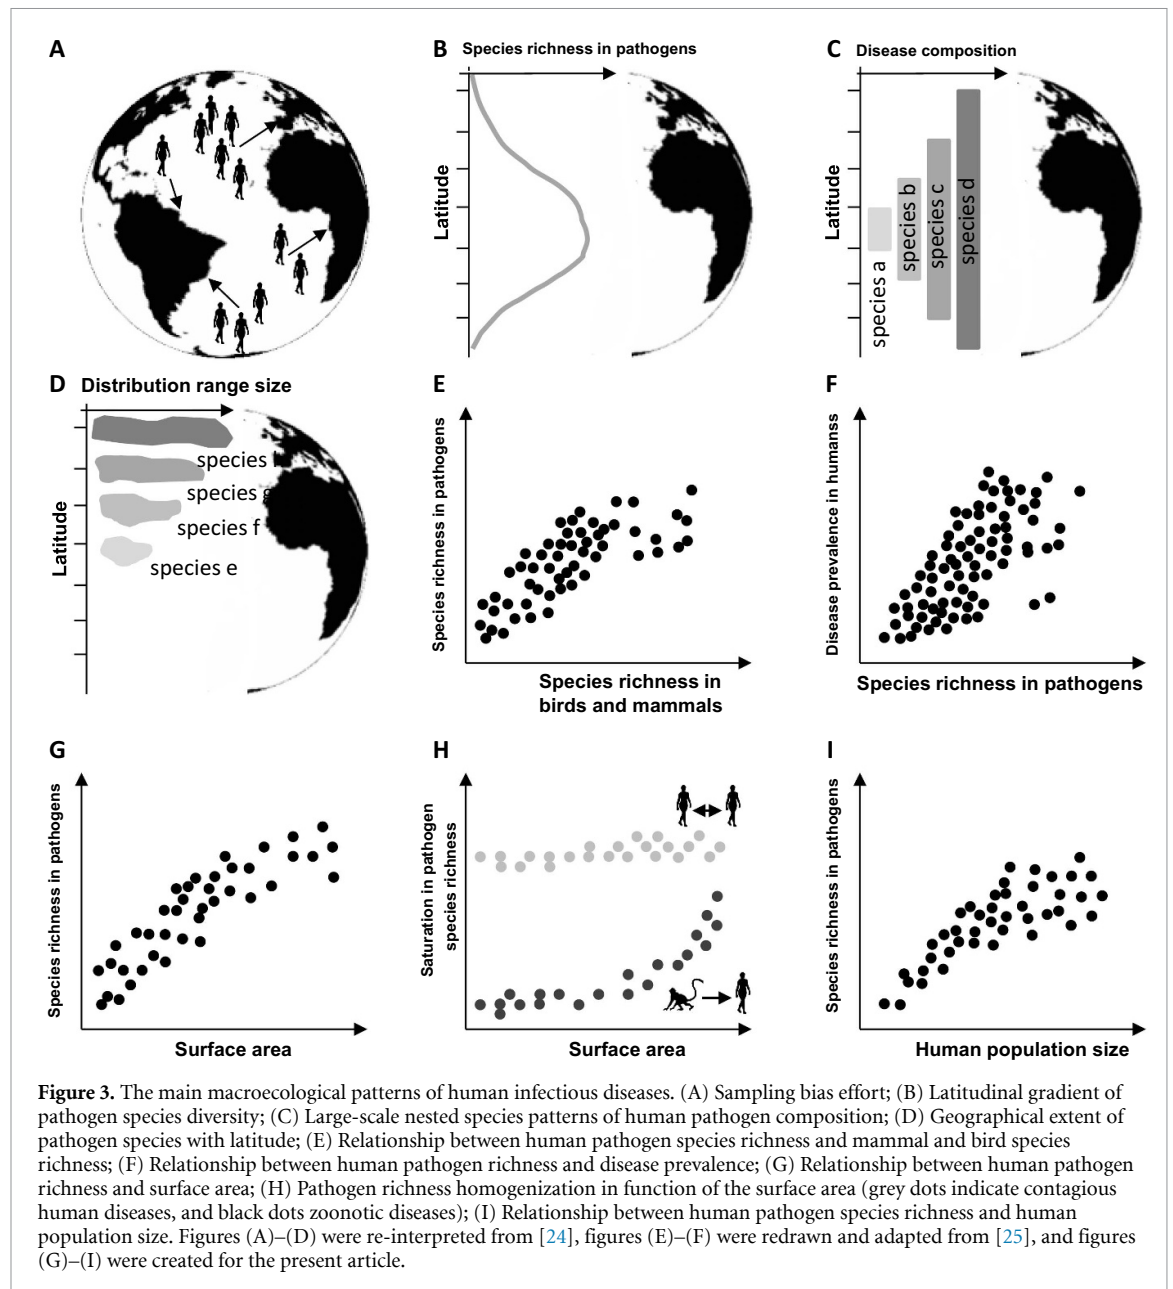 A
B
Species richness in pathogens
C
Disease composition
Latitude
Latitude
species a
species b
species c
species d
D
Distribution range size
Latitude
species
species g
species f
species e
E
Species richness in pathogens
Species richness in
birds and mammals
F
Disease prevalence in humanss
Species richness in pathogens
G
Species richness in pathogens
Surface area
H
Saturation in pathogen
species richness
Surface area
I
Species richness in pathogens
Human population size
Figure 3. The main macroecological patterns of human infectious diseases. (A) Sampling bias effort; (B) Latitudinal gradient of
pathogen species diversity; (C) Large-scale nested species patterns of human pathogen composition; (D) Geographical extent of
pathogen species with latitude; (E) Relationship between human pathogen species richness and mammal and bird species
richness; (F) Relationship between human pathogen richness and disease prevalence; (G) Relationship between human pathogen
richness and surface area; (H) Pathogen richness homogenization in function of the surface area (grey dots indicate contagious
human diseases, and black dots zoonotic diseases); (I) Relationship between human pathogen species richness and human
population size. Figures (A)–(D) were re-interpreted from [24], figures (E)–(F) were redrawn and adapted from [25], and figures
(G)–(I) were created for the present article.